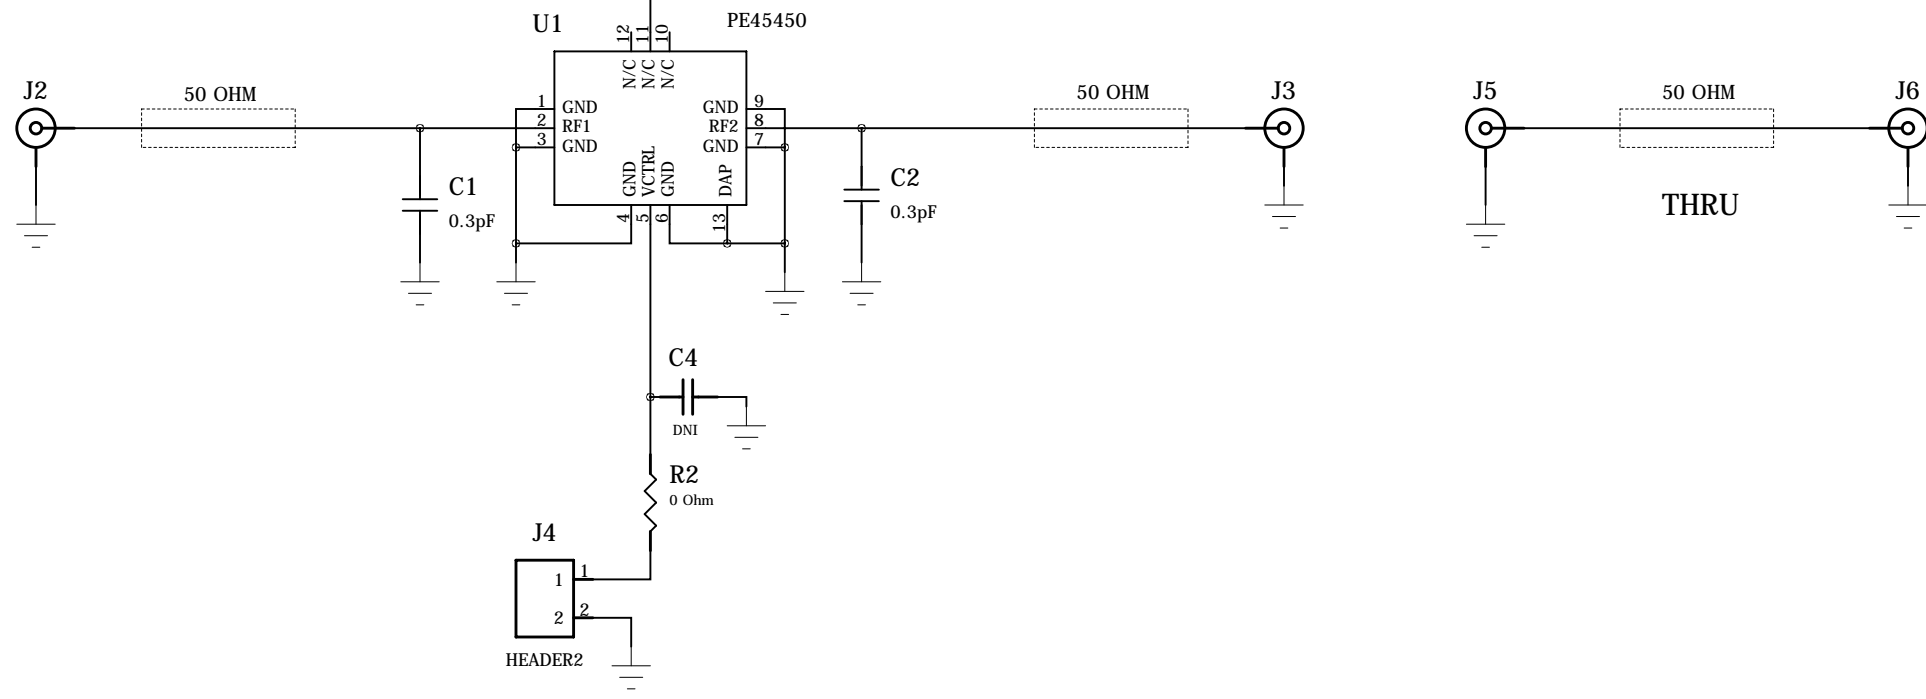 U1
PE45450
12
11
10
N/C
N/C
N/C
J2
50 OHM
50 OHM
J3
J5
50 OHM
J6
1
GND
GND
9
2
RF1
RF2
8
3
GND
GND
7
GND
VCTRL
GND
DAP
4
5
6
13
C1
0.3pF
C2
0.3pF
THRU
C4
DNI
R2
0 Ohm
J4
1
1
2
2
HEADER2